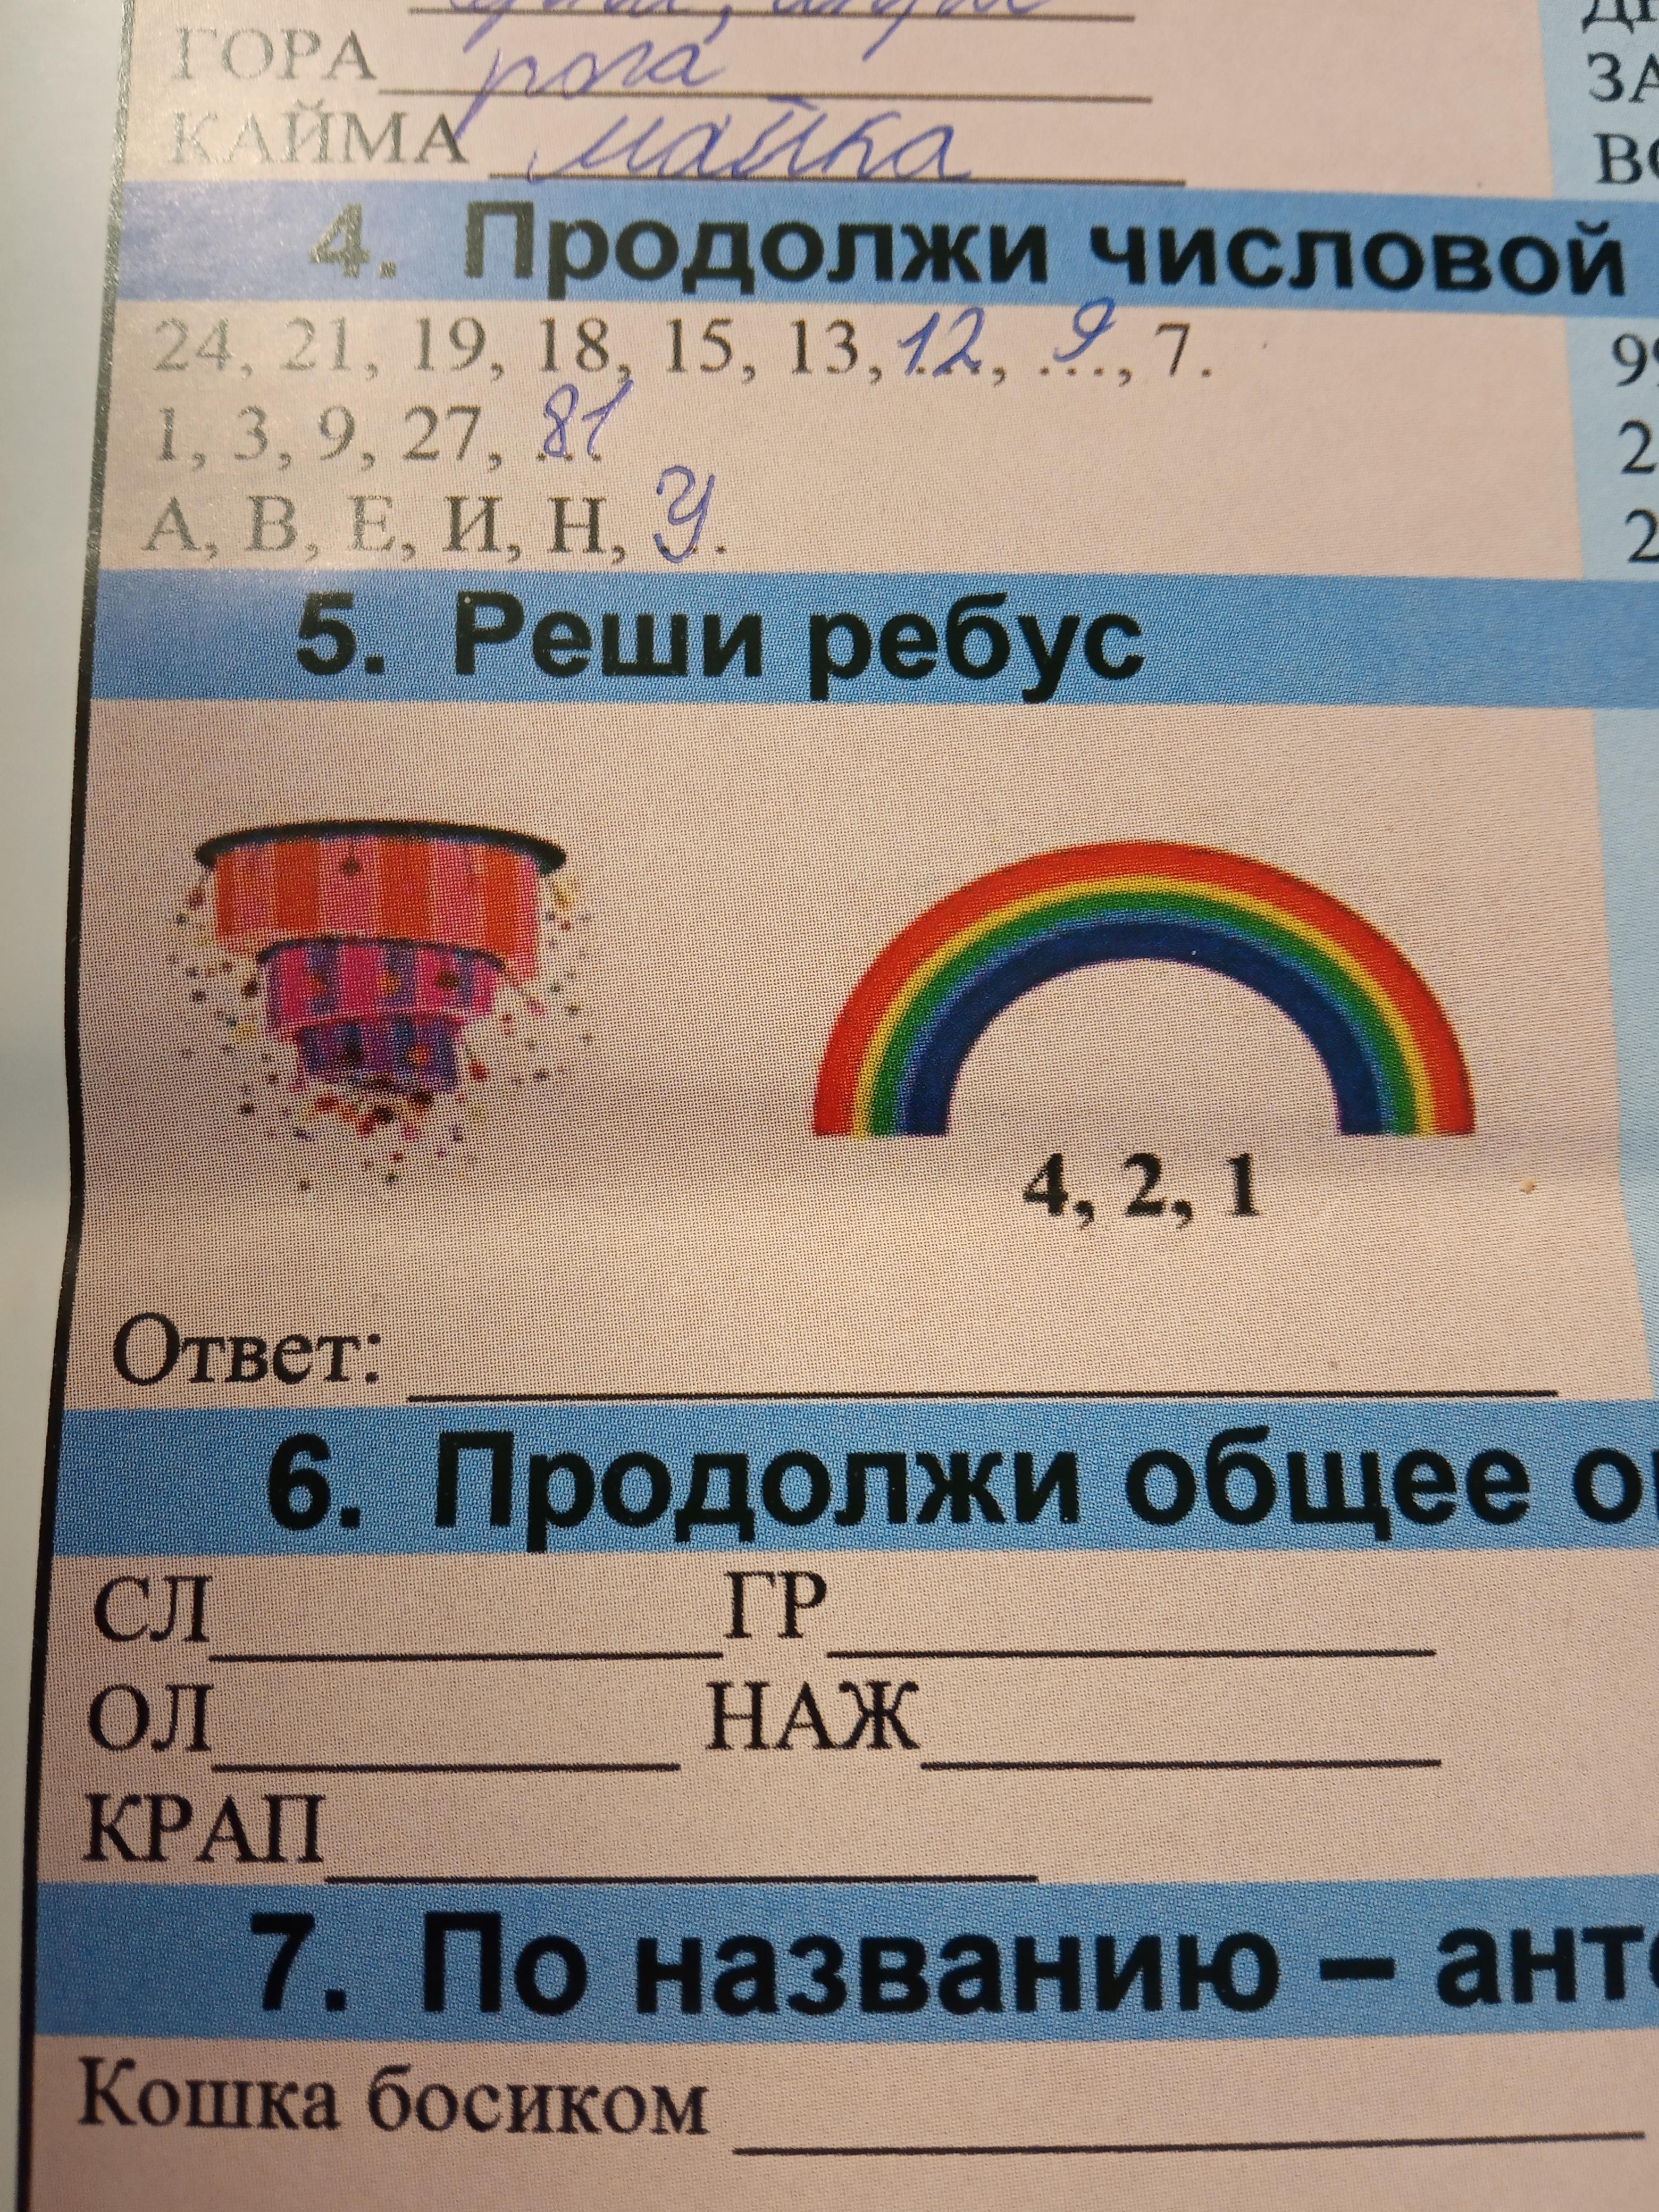 ГОРА рога
КАЙМА майка
4. Продолжи числовой
24, 21, 19, 18, 15, 13, 12, 9, 7.
1, 3, 9, 27, 81
А, В, Е, И, Н, У.
5. Реши ребус
4, 2, 1
Ответ:
6. Продолжи общее
СЛ ГР
ОЛ НАЖ
КРАП
7. По названию –
Кошка босиком